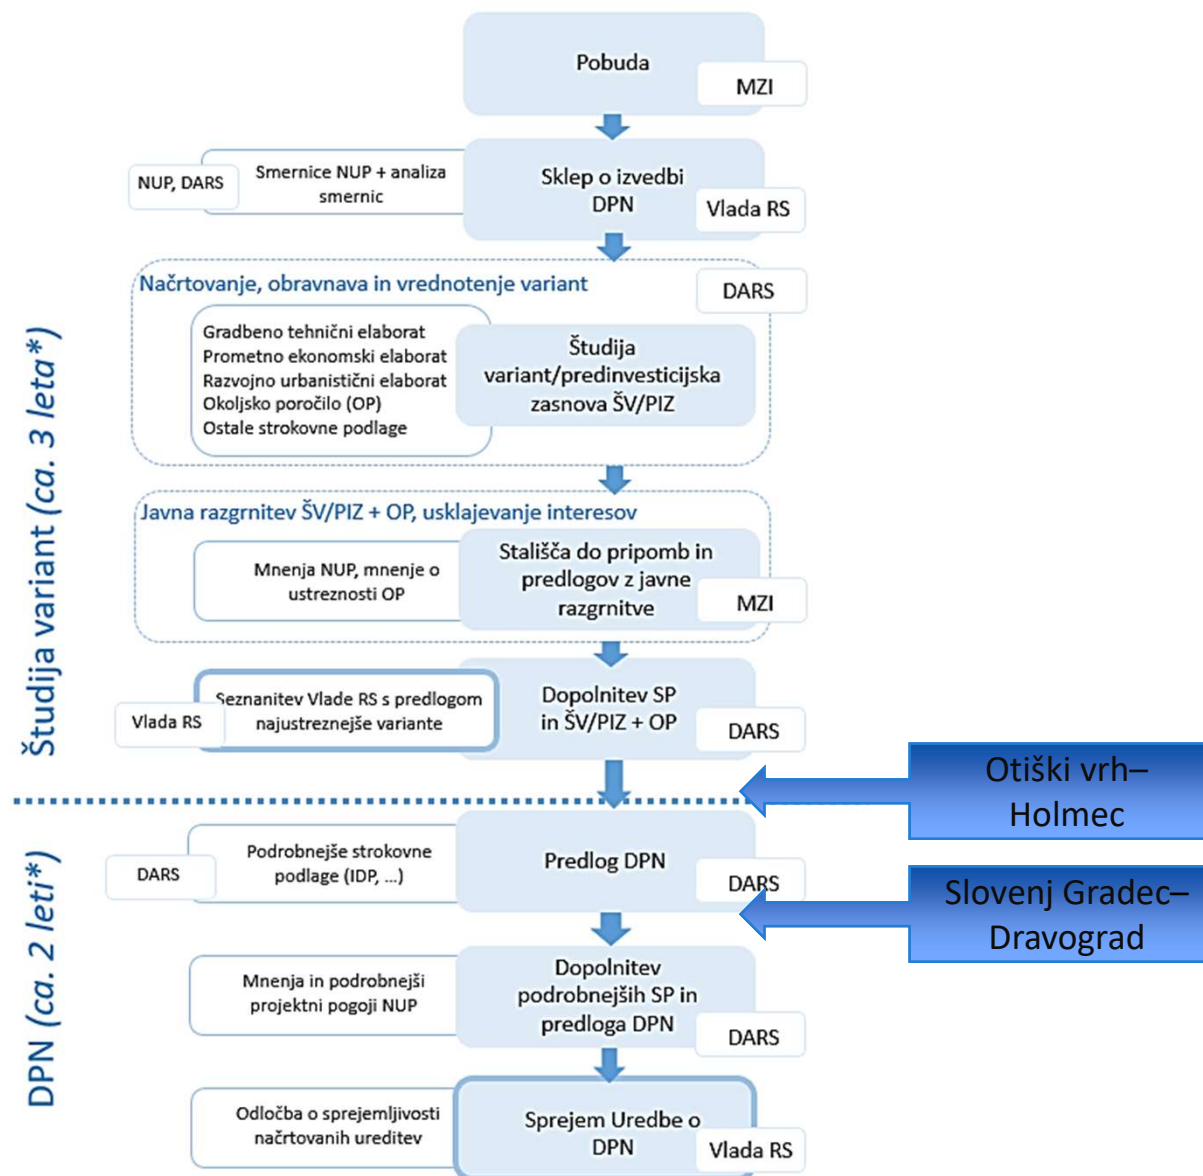 Pobuda
MZI
NUP, DARS
Smernice NUP + analiza
smernic
Sklep o izvedbi
DPN
Vlada RS
Študija variant (ca. 3 leta*)
Načrtovanje, obravnava in vrednotenje variant
DARS
Gradbeno tehnični elaborat
Prometno ekonomski elaborat
Razvojno urbanistični elaborat
Okoljsko poročilo (OP)
Ostale strokovne podlage
Študija
variant/predinvesticijska
zasnova ŠV/PIZ
Javna razgrnitev ŠV/PIZ + OP, usklajevanje interesov
Mnenja NUP, mnenje o
ustreznosti OP
Stališča do pripomb in
predlogov z javne
razgrnitve
MZI
Vlada RS
Seznanitev Vlade RS s predlogom
najustreznejše variante
Dopolnitev SP
in ŠV/PIZ + OP
DARS
Otiški vrh–
Holmec
DPN (ca. 2 leti*)
DARS
Podrobnejše strokovne
podlage (IDP, ...)
Predlog DPN
DARS
Slovenj Gradec–
Dravograd
Mnenja in podrobnejši
projektni pogoji NUP
Dopolnitev
podrobnejših SP in
predloga DPN
DARS
Odločba o sprejemljivosti
načrtovanih ureditev
Sprejem Uredbe o
DPN
Vlada RS